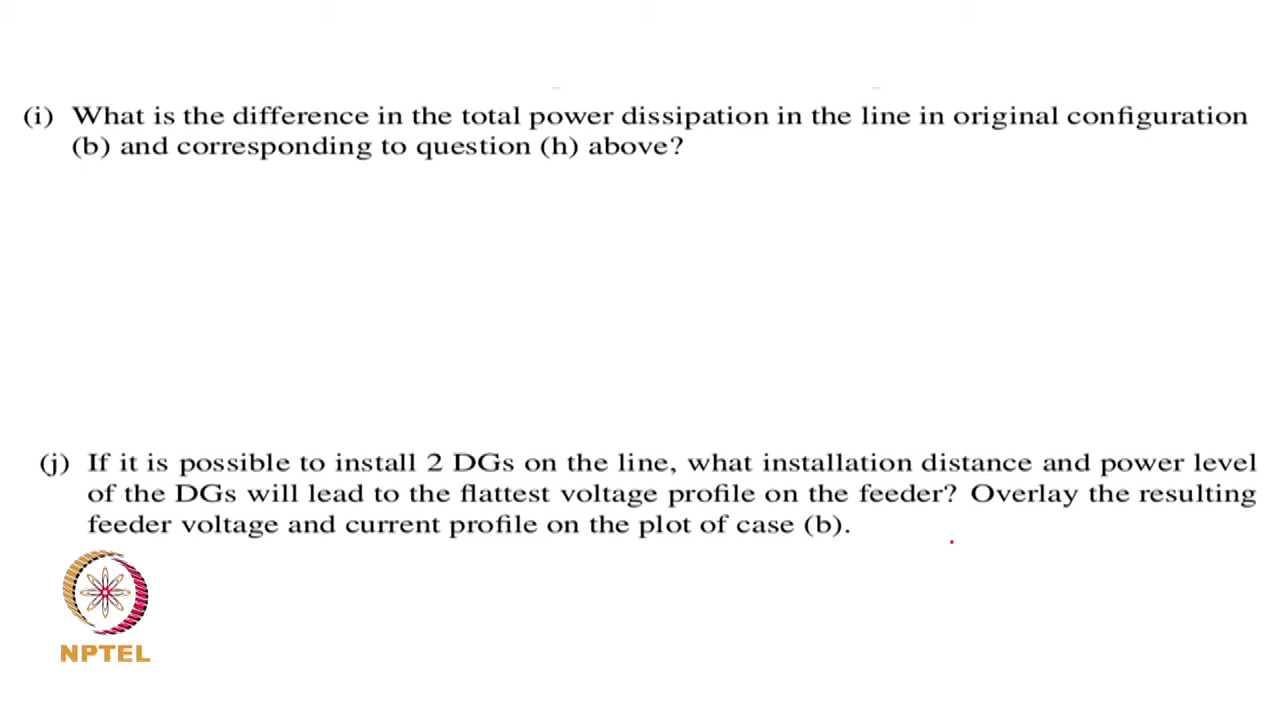 (i) What is the difference in the total power dissipation in the line in original configuration
(b) and corresponding to question (h) above?
(j) If it is possible to install 2 DGs on the line, what installation distance and power level
of the DGs will lead to the flattest voltage profile on the feeder? Overlay the resulting
feeder voltage and current profile on the plot of case (b).
NPTEL